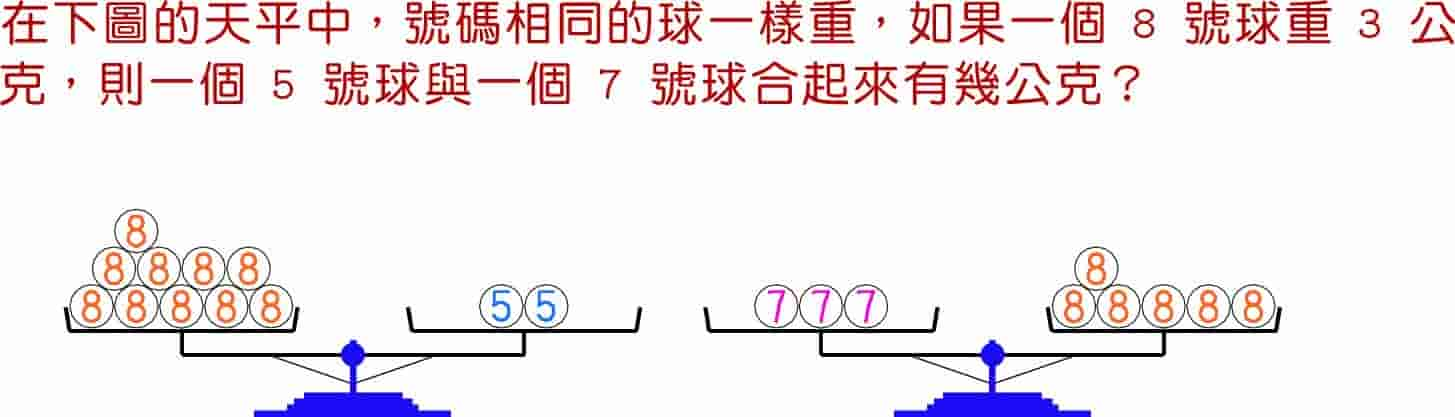 在下圖的天平中，號碼相同的球一樣重，如果一個 8 號球重 3 公
克，則一個 5 號球與一個 7 號球合起來有幾公克？
8
8 8 8 8
8 8 8 8 8
5 5
7 7 7
8
8 8 8 8 8